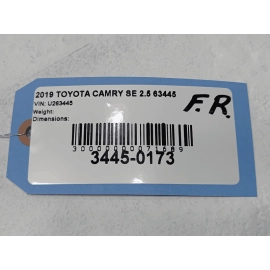 2019 TOYOTA CAMRY SE 2.5 63445
VIN: U263445
Weight:
Dimensions:
F.R.
3445-0173